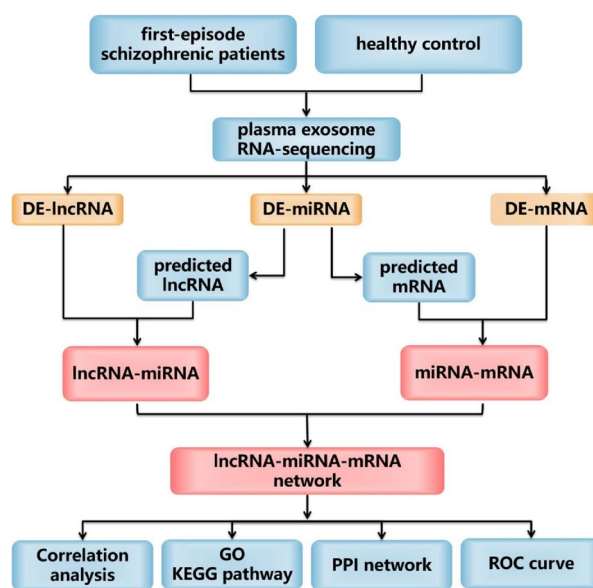 first-episode
schizophrenic patients
healthy control
plasma exosome
RNA-sequencing
DE-lncRNA
DE-miRNA
DE-mRNA
predicted
lncRNA
predicted
mRNA
lncRNA-miRNA
miRNA-mRNA
lncRNA-miRNA-mRNA
network
Correlation
analysis
GO
KEGG pathway
PPI network
ROC curve